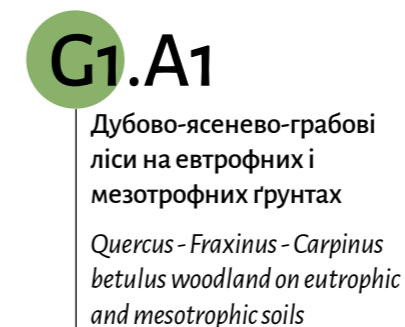 G1.A1
Дубово-ясенево-грабові
ліси на евтрофних і
мезотрофних ґрунтах
Quercus - Fraxinus - Carpinus
betulus woodland on eutrophic
and mesotrophic soils